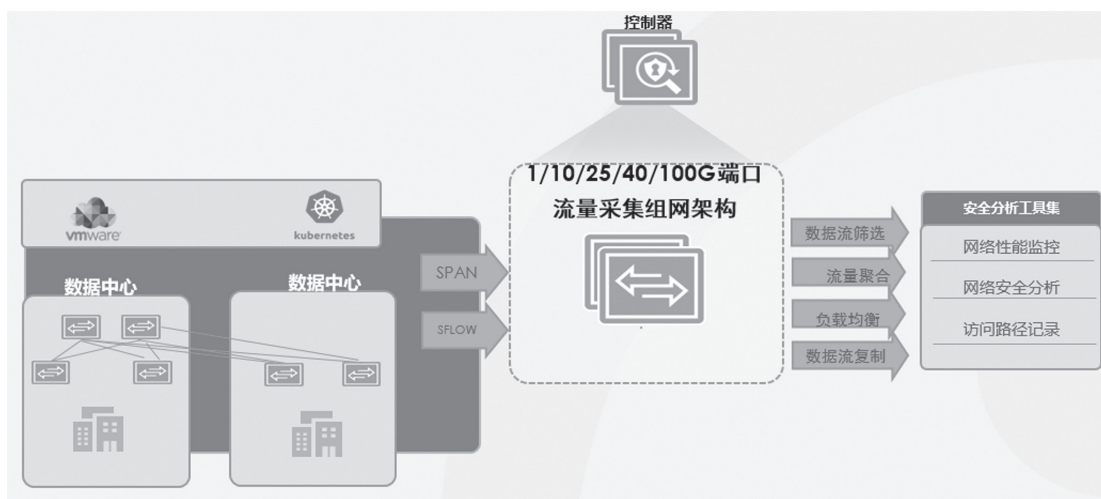 控制器
1/10/25/40/100G端口
流量采集组网架构
vmware
kubernetes
数据中心
数据中心
SPAN
SFLOW
数据流筛选
流量聚合
负载均衡
数据流复制
安全分析工具集
网络性能监控
网络安全分析
访问路径记录